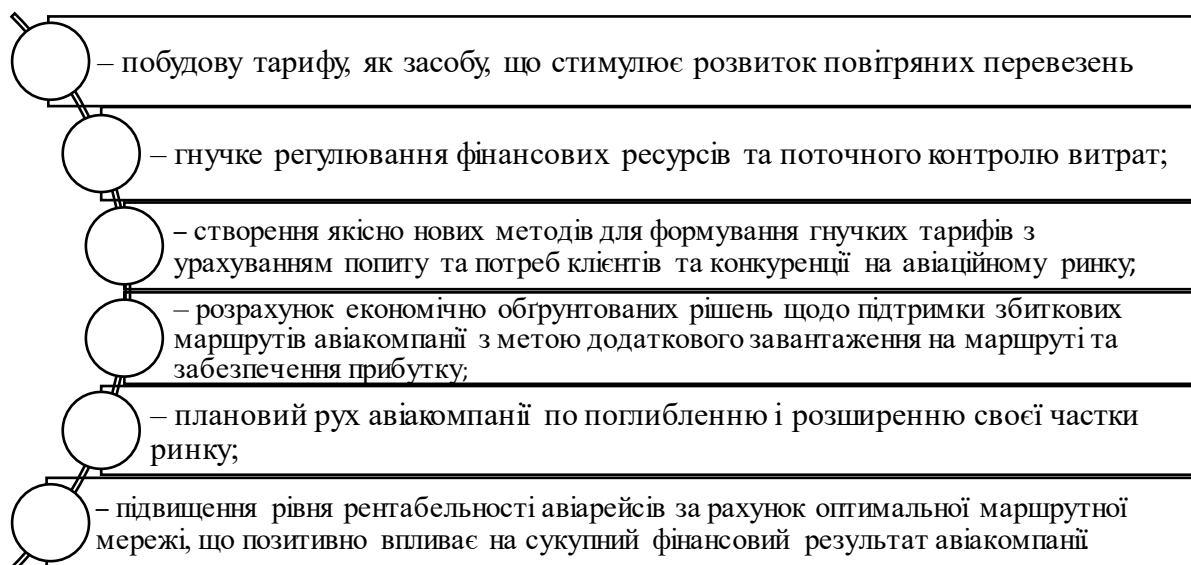 – побудову тарифу, як засобу, що стимулює розвиток повітряних перевезень
– гнучке регулювання фінансових ресурсів та поточного контролю витрат;
– створення якісно нових методів для формування гнучких тарифів з
урахуванням попиту та потреб клієнтів та конкуренції на авіаційному ринку;
– розрахунок економічно обґрунтованих рішень щодо підтримки збиткових
маршрутів авіакомпанії з метою додаткового завантаження на маршруті та
забезпечення прибутку;
– плановий рух авіакомпанії по поглибленню і розширенню своєї частки
ринку;
– підвищення рівня рентабельності авіарейсів за рахунок оптимальної маршрутної
мережі, що позитивно впливає на сукупний фінансовий результат авіакомпанії.